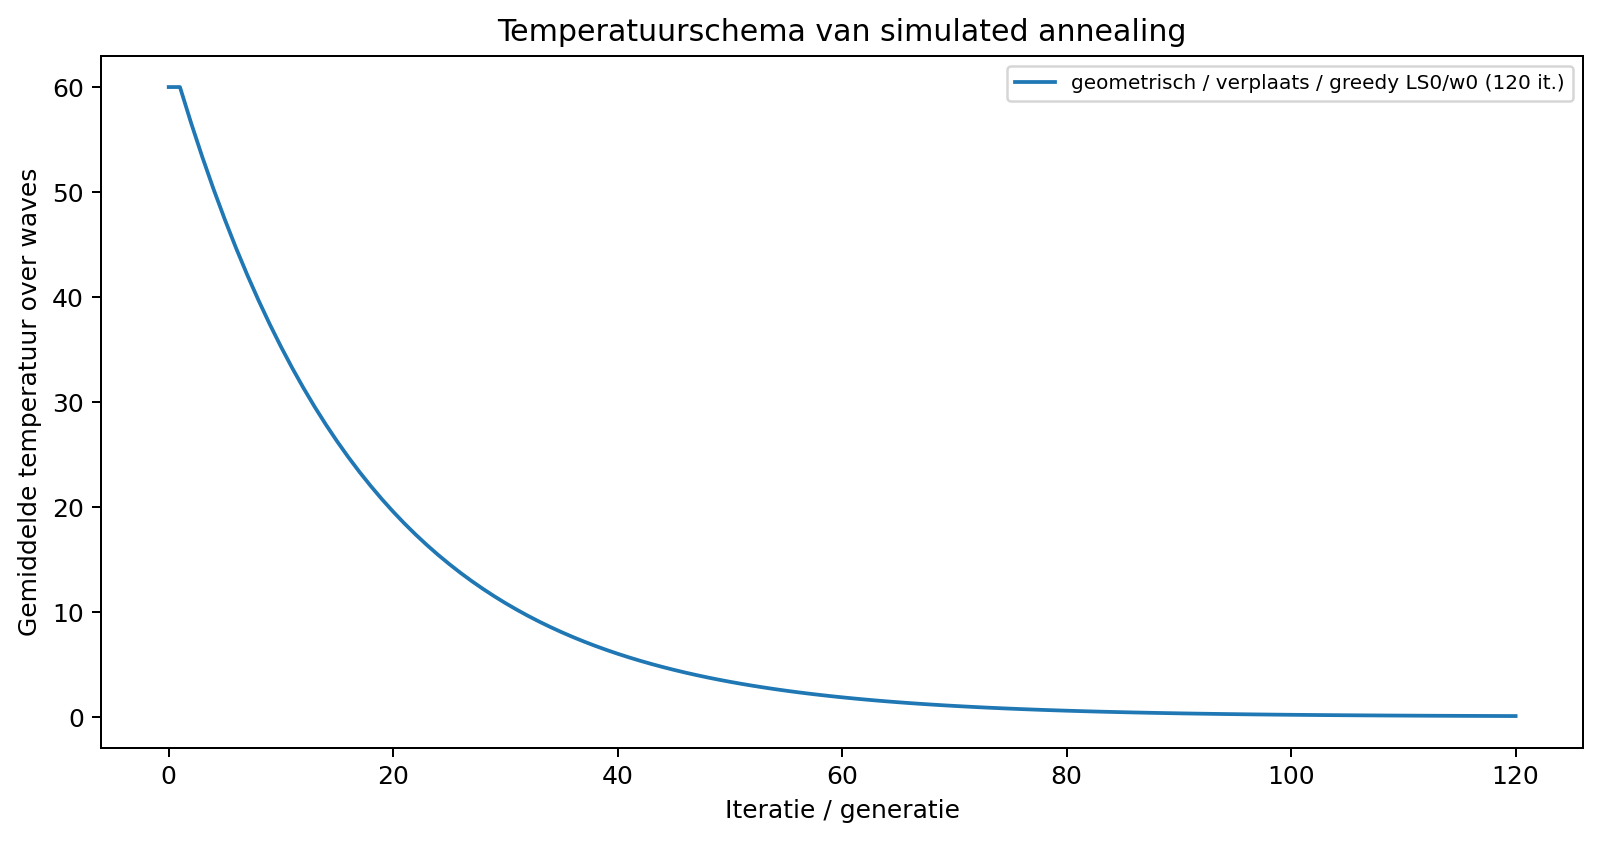 Temperatuurschema van simulated annealing
geometrisch / verplaats / greedy LS0/w0 (120 it.)
Gemiddelde temperatuur over waves
60
50
40
30
20
10
0
0 20 40 60 80 100 120
Iteratie / generatie